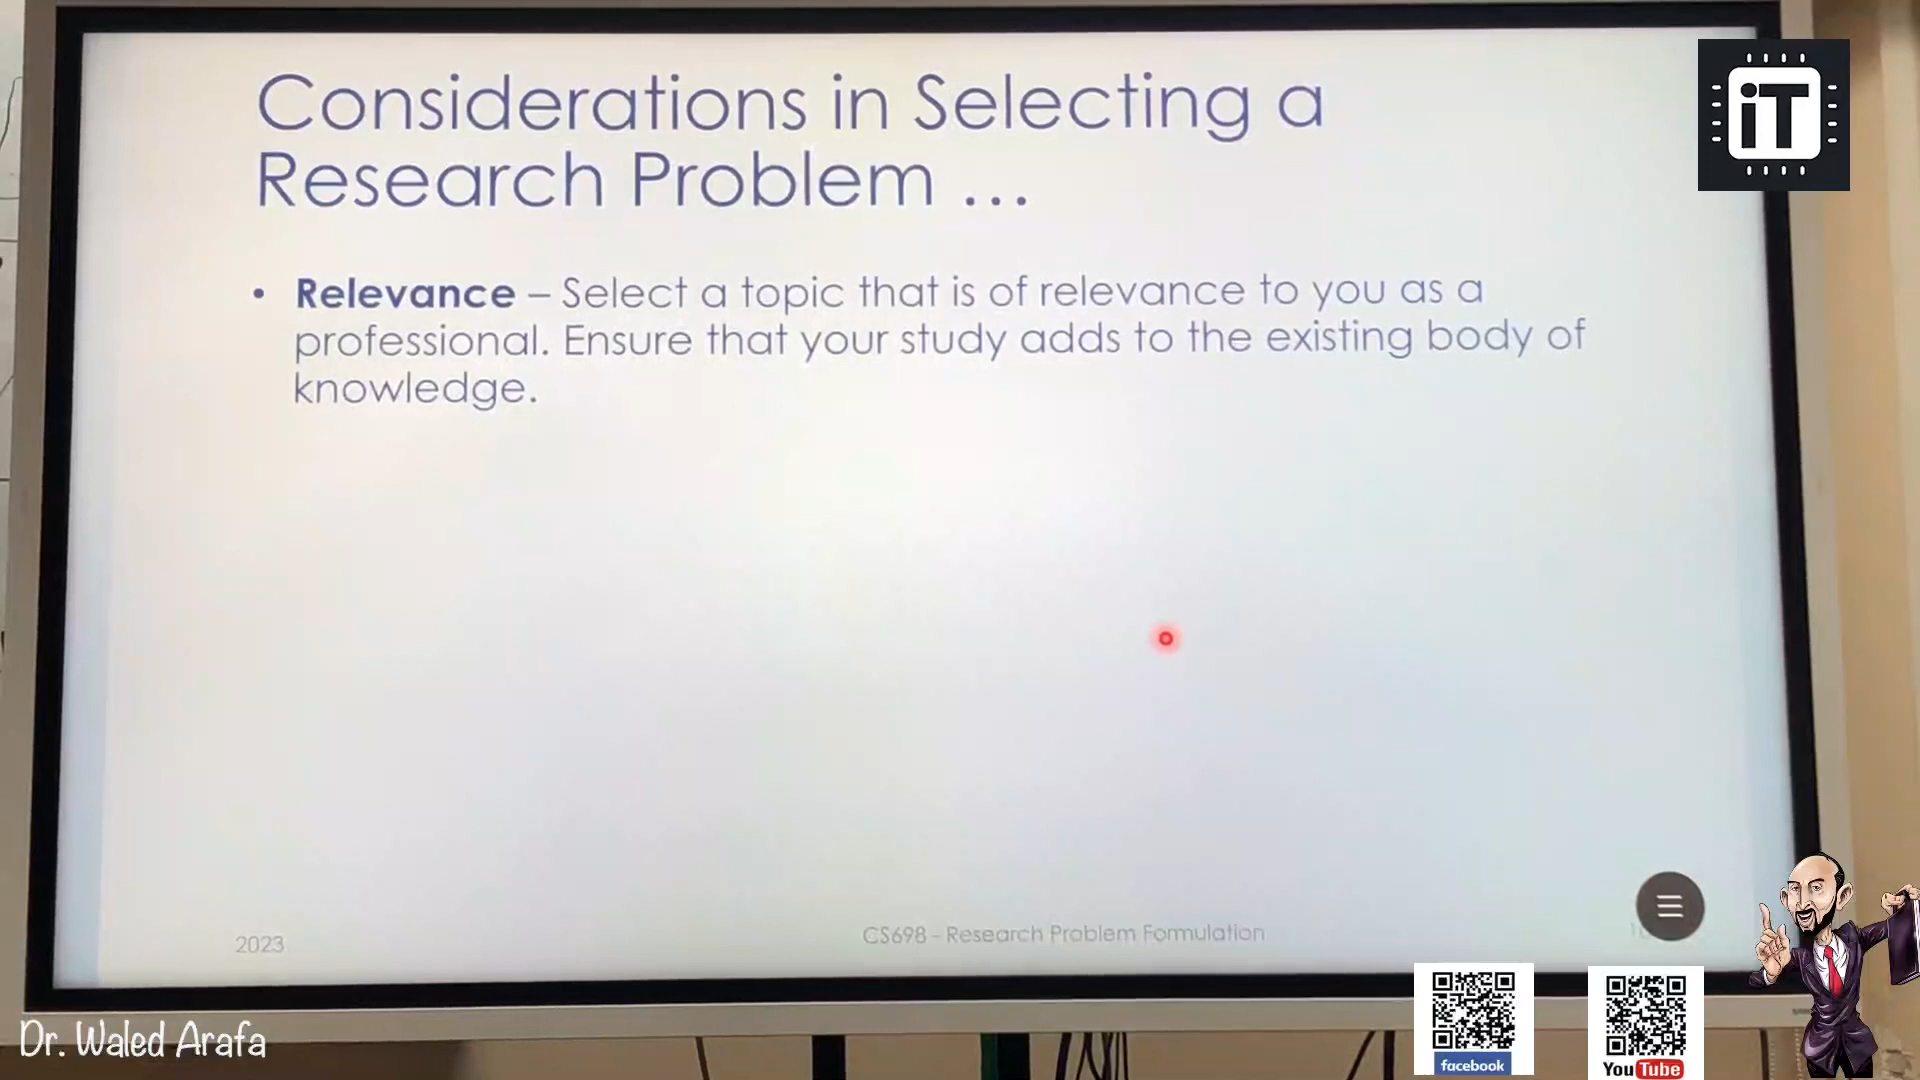 Considerations in Selecting a
Research Problem ...
iT
• Relevance – Select a topic that is of relevance to you as a
professional. Ensure that your study adds to the existing body of
knowledge.
2023
CS698 - Research Problem Formulation
Dr. Waled Arafa
facebook
YouTube